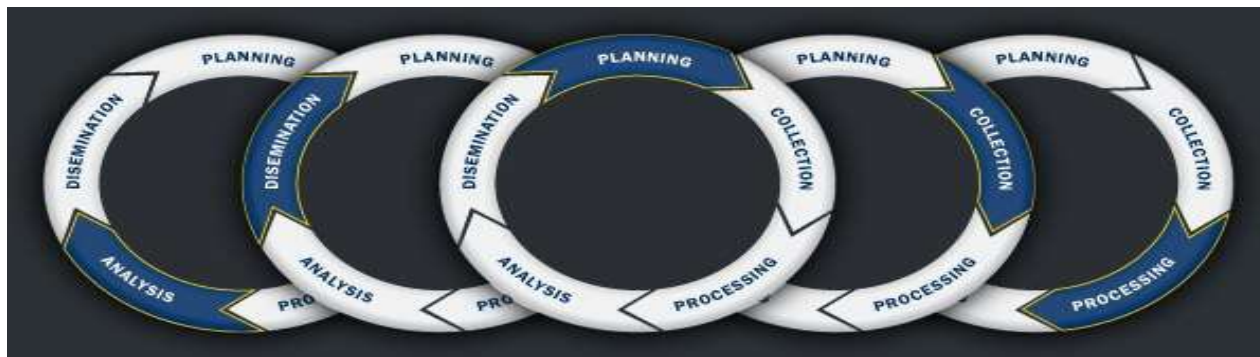 PLANNING
DISEMINATION
ANALYSIS
PRO
PLANNING
DISEMINATION
ANALYSIS
PRO
PLANNING
COLLECTION
PROCESSING
ANALYSIS
DISEMINATION
PLANNING
COLLECTION
PROCESSING
PLANNING
COLLECTION
PROCESSING